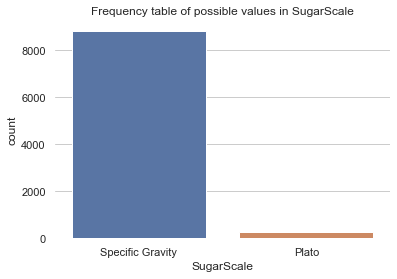 Frequency table of possible values in SugarScale
8000
6000
4000
2000
0
count
Specific Gravity
Plato
SugarScale